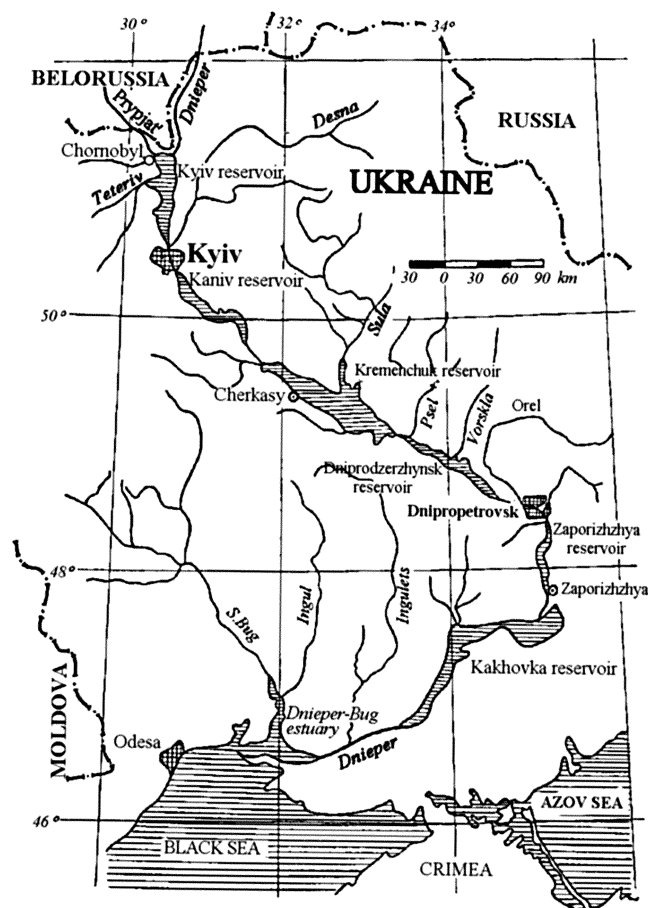 30°
32°
34°
BELORUSSIA
Prypjat'
Dnieper
Desna
RUSSIA
Chornobyl
Kyiv reservoir
Teteriv
UKRAINE
Kyiv
Kaniv reservoir
30 0 30 60 90 km
50°
Sula
Kremenchuk reservoir
Cherkasy
Psel
Vorskla
Orel
Dniprodzerzhynsk
reservoir
Dnipropetrovsk
Zaporizhzhya
reservoir
48°
Zaporizhzhya
Ingul
Ingulets
S.Bug
Kakhovka reservoir
MOLDOVA
Dnieper-Bug
estuary
Odesa
Dnieper
AZOV SEA
46°
BLACK SEA
CRIMEA